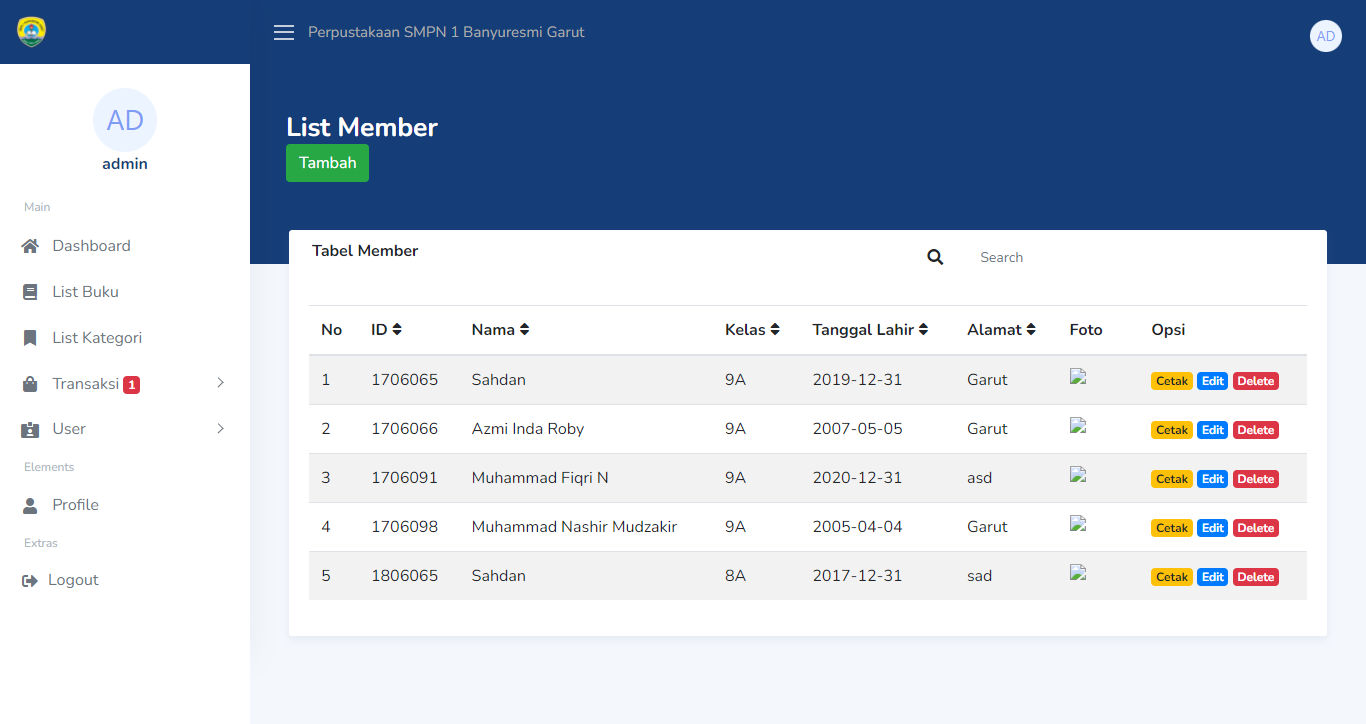 Perpustakaan SMPN 1 Banyuresmi Garut
AD
AD
admin
Main
Dashboard
List Buku
List Kategori
Transaksi 1
User
Elements
Profile
Extras
Logout
List Member
Tambah
Tabel Member
Search
No ID Nama Kelas Tanggal Lahir Alamat Foto Opsi
1 1706065 Sahdan 9A 2019-12-31 Garut Cetak Edit Delete
2 1706066 Azmi Inda Roby 9A 2007-05-05 Garut Cetak Edit Delete
3 1706091 Muhammad Fiqri N 9A 2020-12-31 asd Cetak Edit Delete
4 1706098 Muhammad Nashir Mudzakir 9A 2005-04-04 Garut Cetak Edit Delete
5 1806065 Sahdan 8A 2017-12-31 sad Cetak Edit Delete